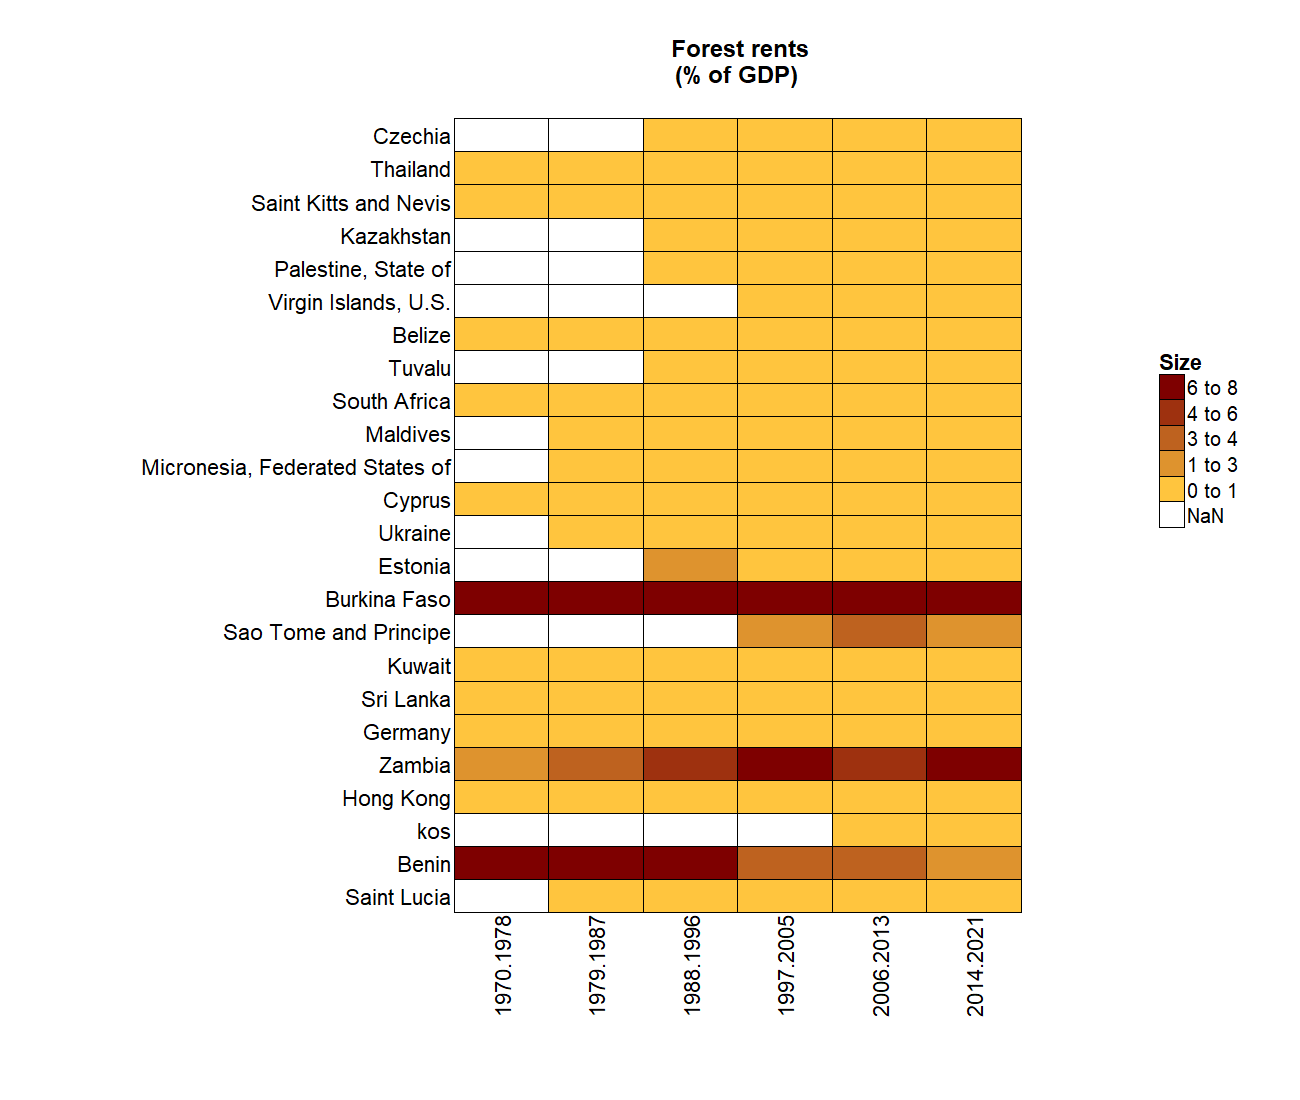 Forest rents
(% of GDP)
Czechia
Thailand
Saint Kitts and Nevis
Kazakhstan
Palestine, State of
Virgin Islands, U.S.
Belize
Tuvalu
South Africa
Maldives
Micronesia, Federated States of
Cyprus
Ukraine
Estonia
Burkina Faso
Sao Tome and Principe
Kuwait
Sri Lanka
Germany
Zambia
Hong Kong
kos
Benin
Saint Lucia
1970.1978
1979.1987
1988.1996
1997.2005
2006.2013
2014.2021
Size
6 to 8
4 to 6
3 to 4
1 to 3
0 to 1
NaN